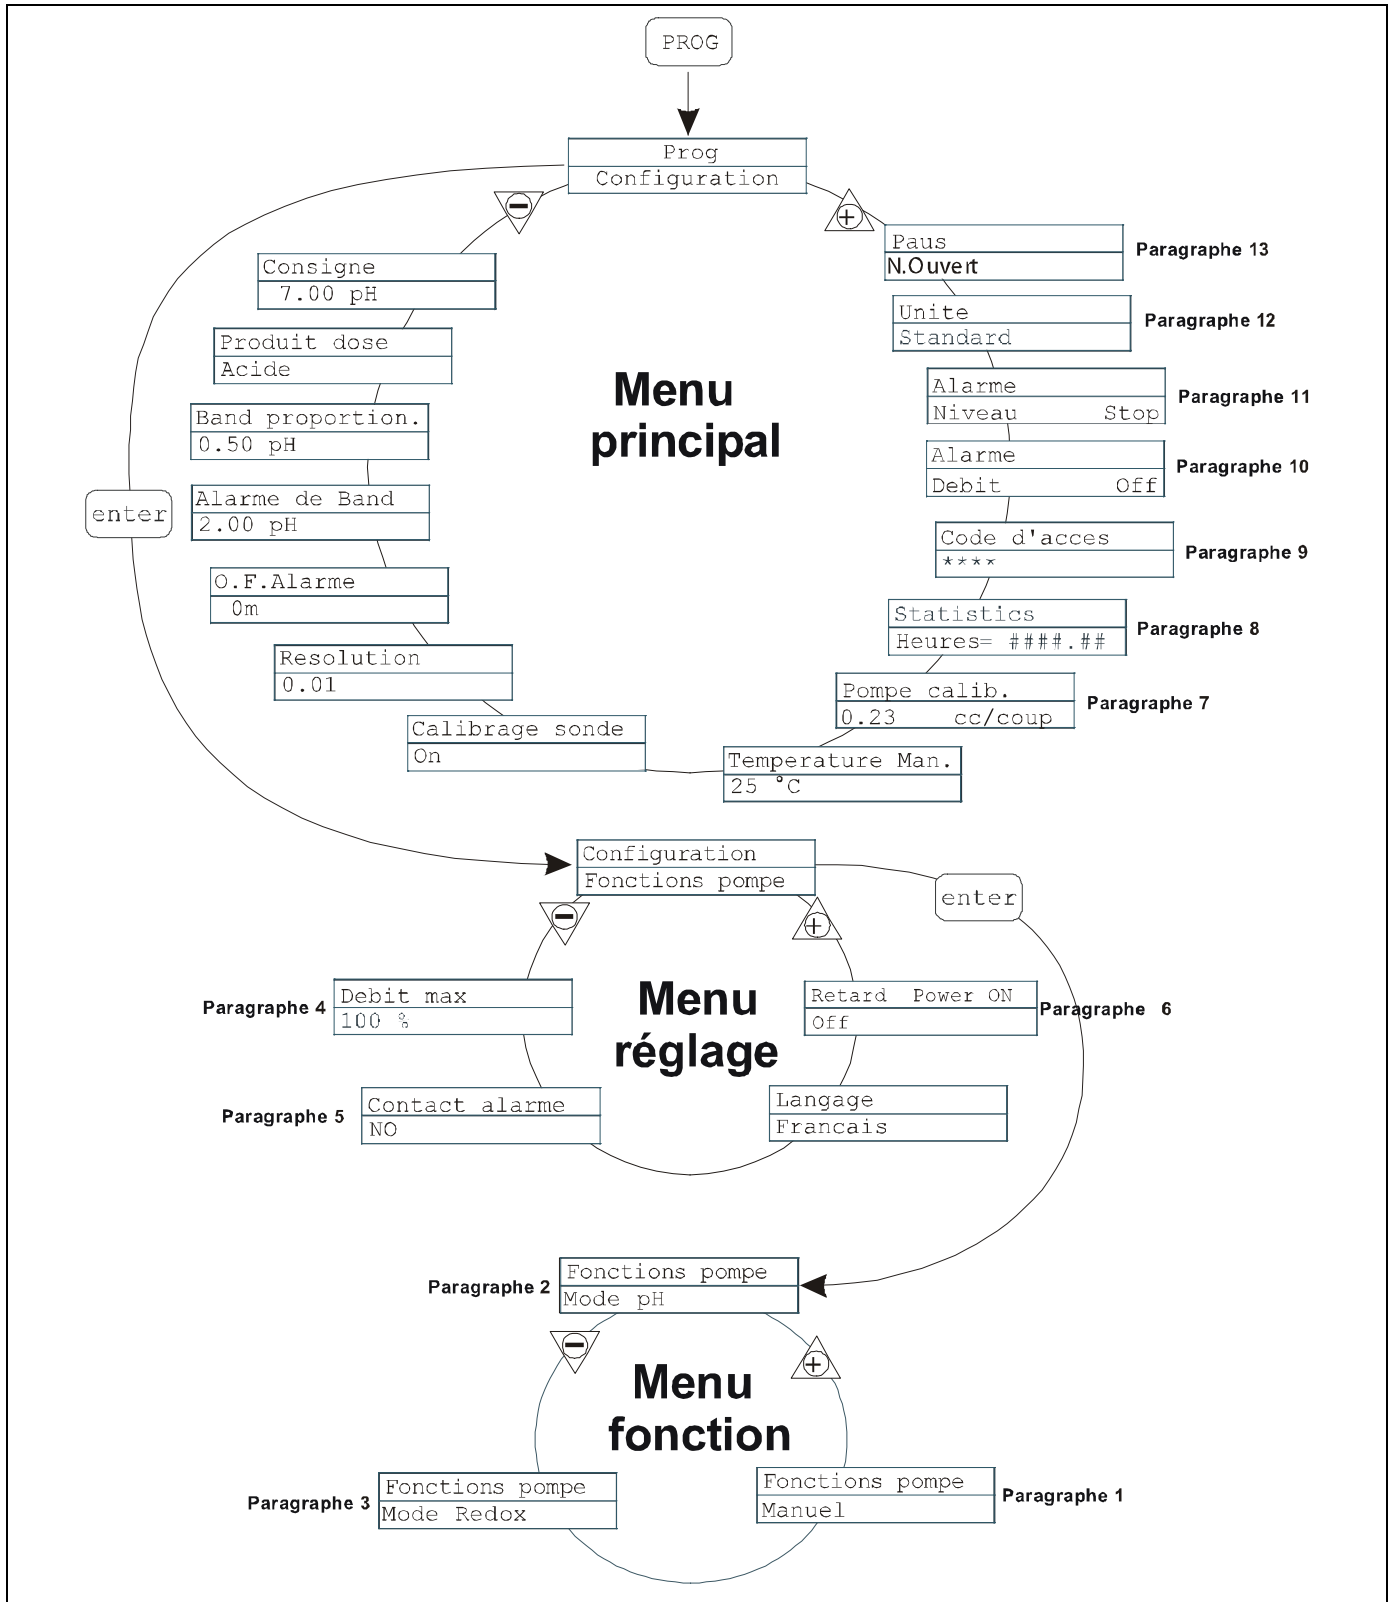 PROG
Prog
Configuration
Consigne
7.00 pH
Produit dose
Acide
Band proportion.
0.50 pH
Alarme de Band
2.00 pH
O.F.Alarme
0m
Resolution
0.01
Calibrage sonde
On
Temperature Man.
25 °C
Pompe calib.
0.23 cc/coup
Paragraphe 7
Statistics
Heures= ####.##
Paragraphe 8
Code d'acces
****
Paragraphe 9
Alarme
Debit Off
Paragraphe 10
Alarme
Niveau Stop
Paragraphe 11
Unite
Standard
Paragraphe 12
Paus
N.Ouvert
Paragraphe 13
Menu
principal
enter
Configuration
Fonctions pompe
enter
Paragraphe 4
Debit max
100 %
Paragraphe 5
Contact alarme
NO
Menu
réglage
Retard Power ON
Off
Paragraphe 6
Langage
Francais
Paragraphe 2
Fonctions pompe
Mode pH
Menu
fonction
Paragraphe 3
Fonctions pompe
Mode Redox
Fonctions pompe
Manuel
Paragraphe 1